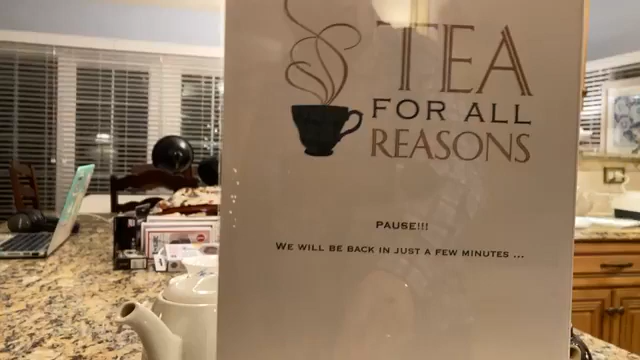 TEA
FOR ALL
REASONS
PAUSE!!!
WE WILL BE BACK IN JUST A FEW MINUTES ...